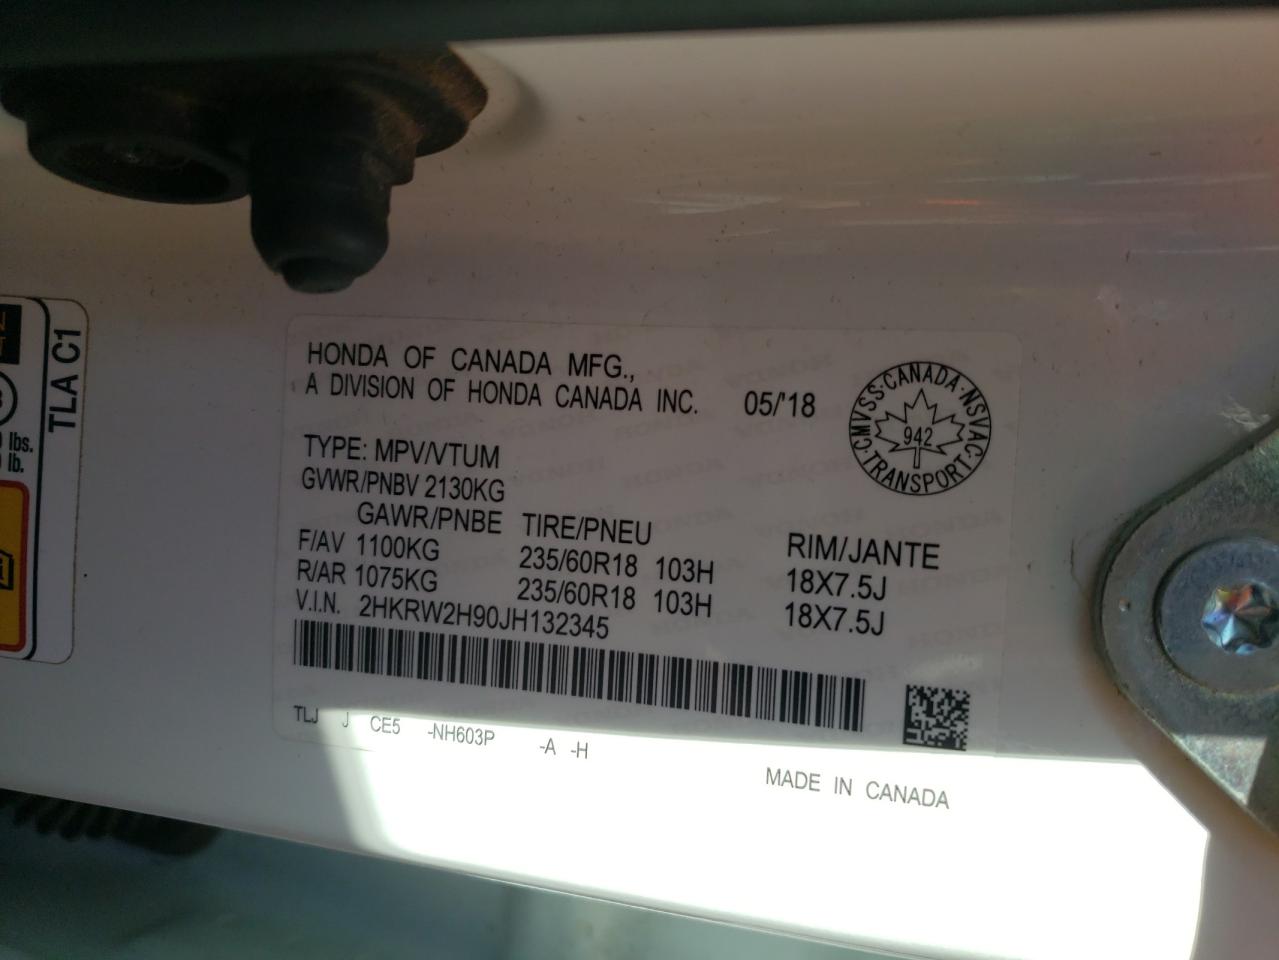 HONDA OF CANADA MFG.,
A DIVISION OF HONDA CANADA INC. 05/'18
CMVSS·CANADA·NSVAC·TRANSPORT·
942
TYPE: MPV/VTUM
GVWR/PNBV 2130KG
GAWR/PNBE TIRE/PNEU RIM/JANTE
F/AV 1100KG 235/60R18 103H 18X7.5J
R/AR 1075KG 235/60R18 103H 18X7.5J
V.I.N. 2HKRW2H90JH132345
TLJ J CE5 -NH603P -A -H
MADE IN CANADA
TLA C1
lbs.
lb.